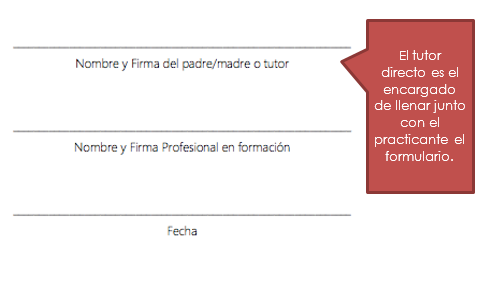 Nombre y Firma del padre/madre o tutor
Nombre y Firma Profesional en formación
Fecha
El tutor
directo es el
encargado
de llenar junto
con el
practicante el
formulario.